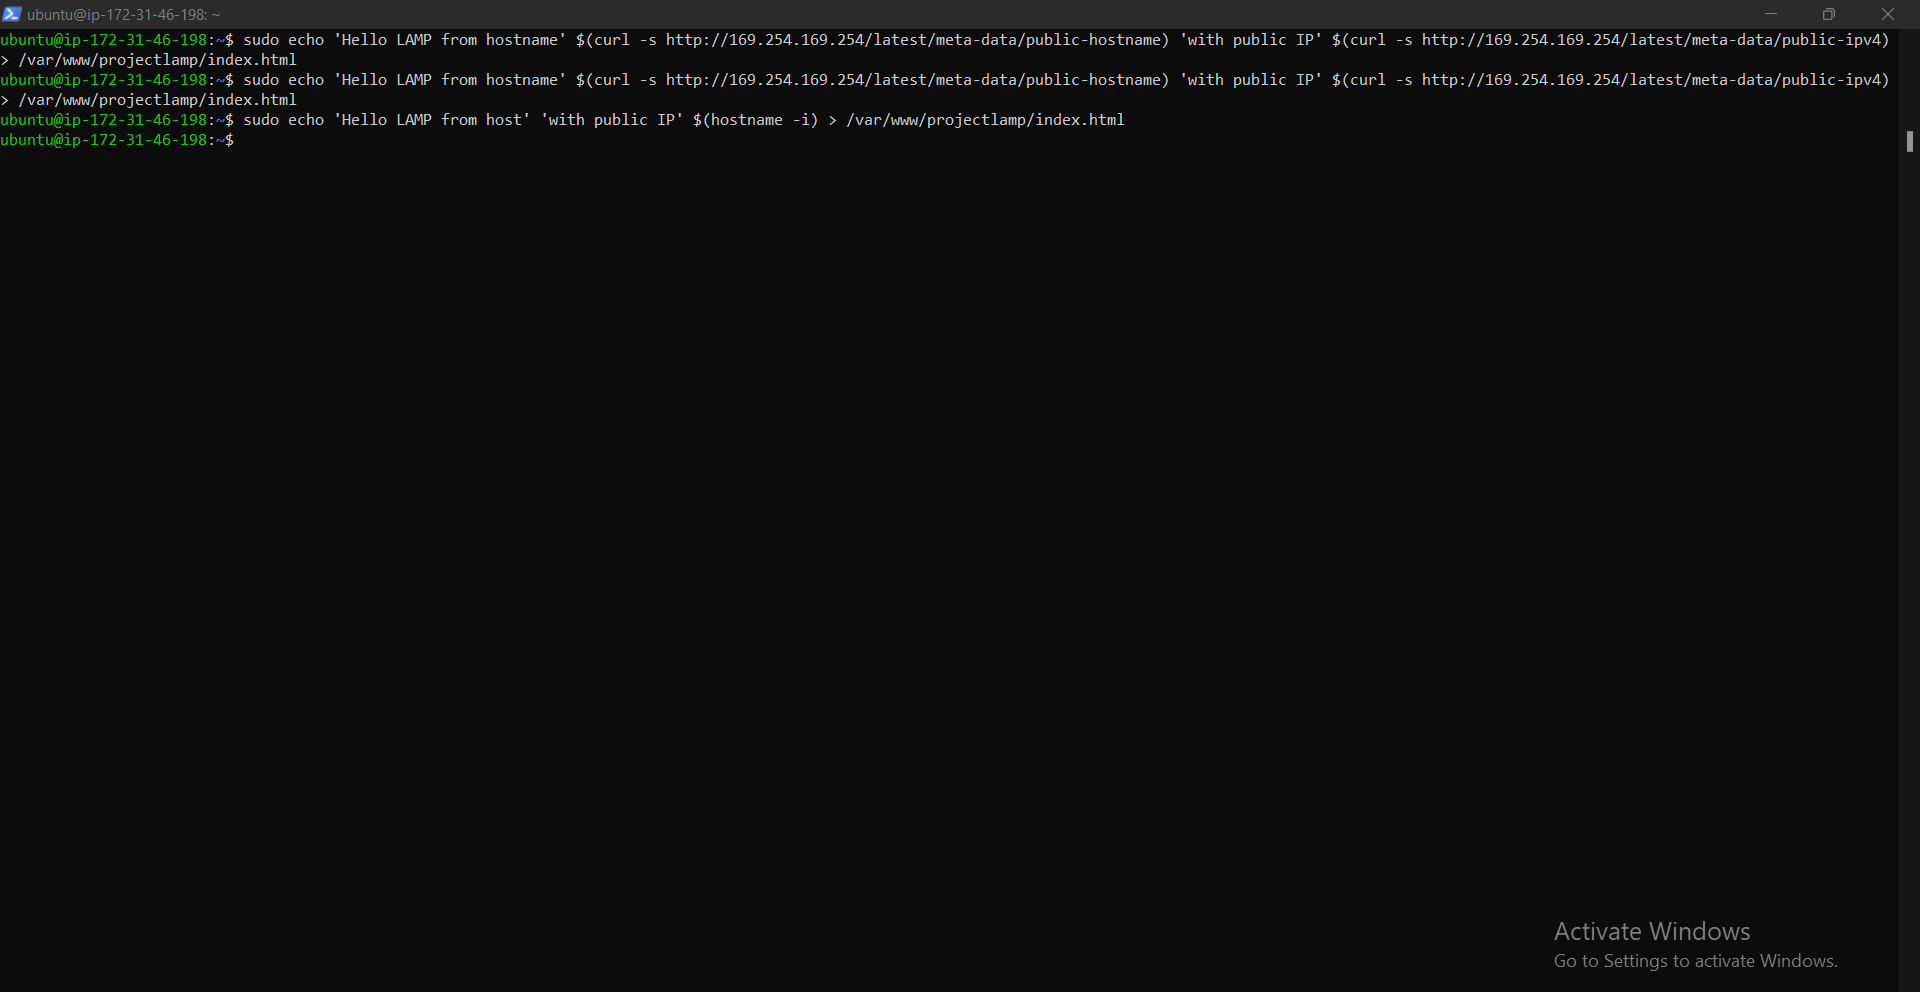 ubuntu@ip-172-31-46-198: ~
ubuntu@ip-172-31-46-198:~$ sudo echo 'Hello LAMP from hostname' $(curl -s http://169.254.169.254/latest/meta-data/public-hostname) 'with public IP' $(curl -s http://169.254.169.254/latest/meta-data/public-ipv4)
> /var/www/projectlamp/index.html
ubuntu@ip-172-31-46-198:~$ sudo echo 'Hello LAMP from hostname' $(curl -s http://169.254.169.254/latest/meta-data/public-hostname) 'with public IP' $(curl -s http://169.254.169.254/latest/meta-data/public-ipv4)
> /var/www/projectlamp/index.html
ubuntu@ip-172-31-46-198:~$ sudo echo 'Hello LAMP from host' 'with public IP' $(hostname -i) > /var/www/projectlamp/index.html
ubuntu@ip-172-31-46-198:~$
Activate Windows
Go to Settings to activate Windows.